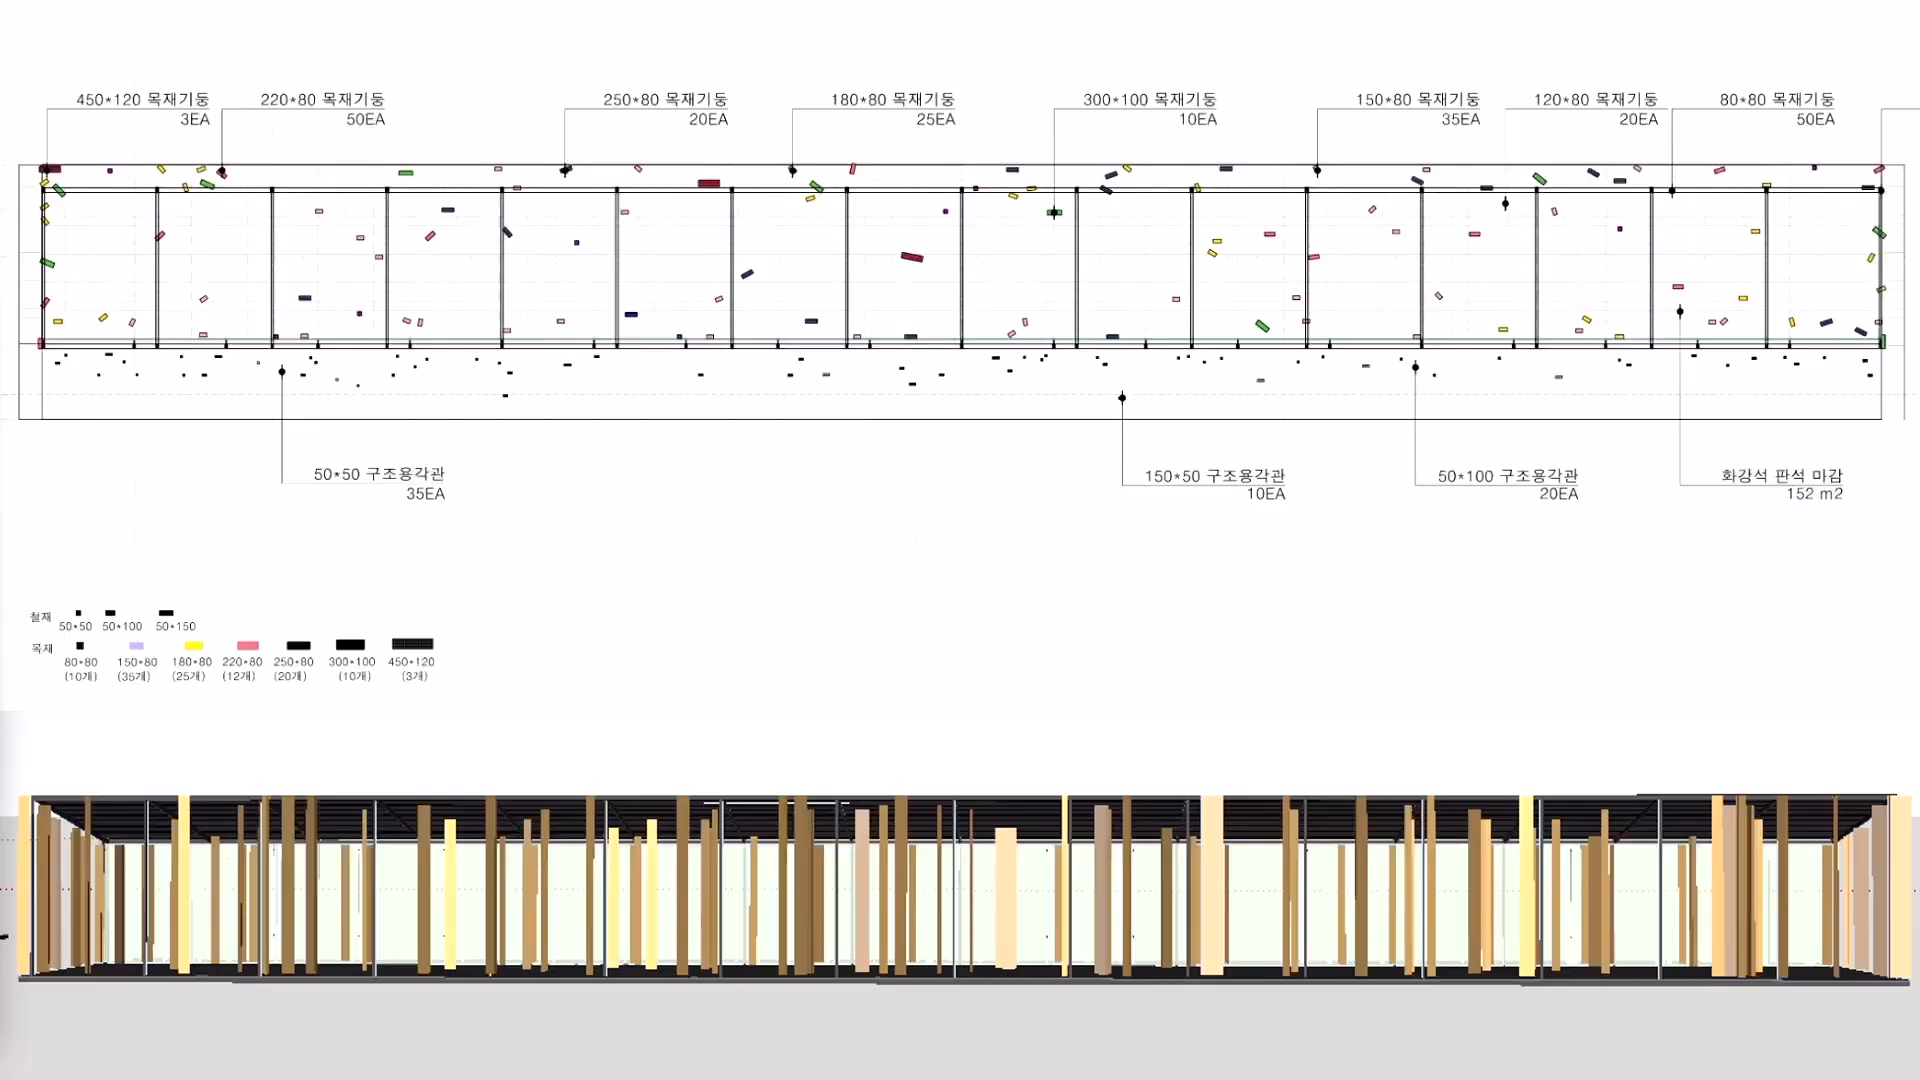 450*120 목재기둥
3EA
220*80 목재기둥
50EA
250*80 목재기둥
20EA
180*80 목재기둥
25EA
300*100 목재기둥
10EA
150*80 목재기둥
35EA
120*80 목재기둥
20EA
80*80 목재기둥
50EA
50*50 구조용각관
35EA
150*50 구조용각관
10EA
50*100 구조용각관
20EA
화강석 판석 마감
152 m2
철재
50*50 50*100 50*150
목재
80*80 150*80 180*80 220*80 250*80 300*100 450*120
(10개) (35개) (25개) (12개) (20개) (10개) (3개)